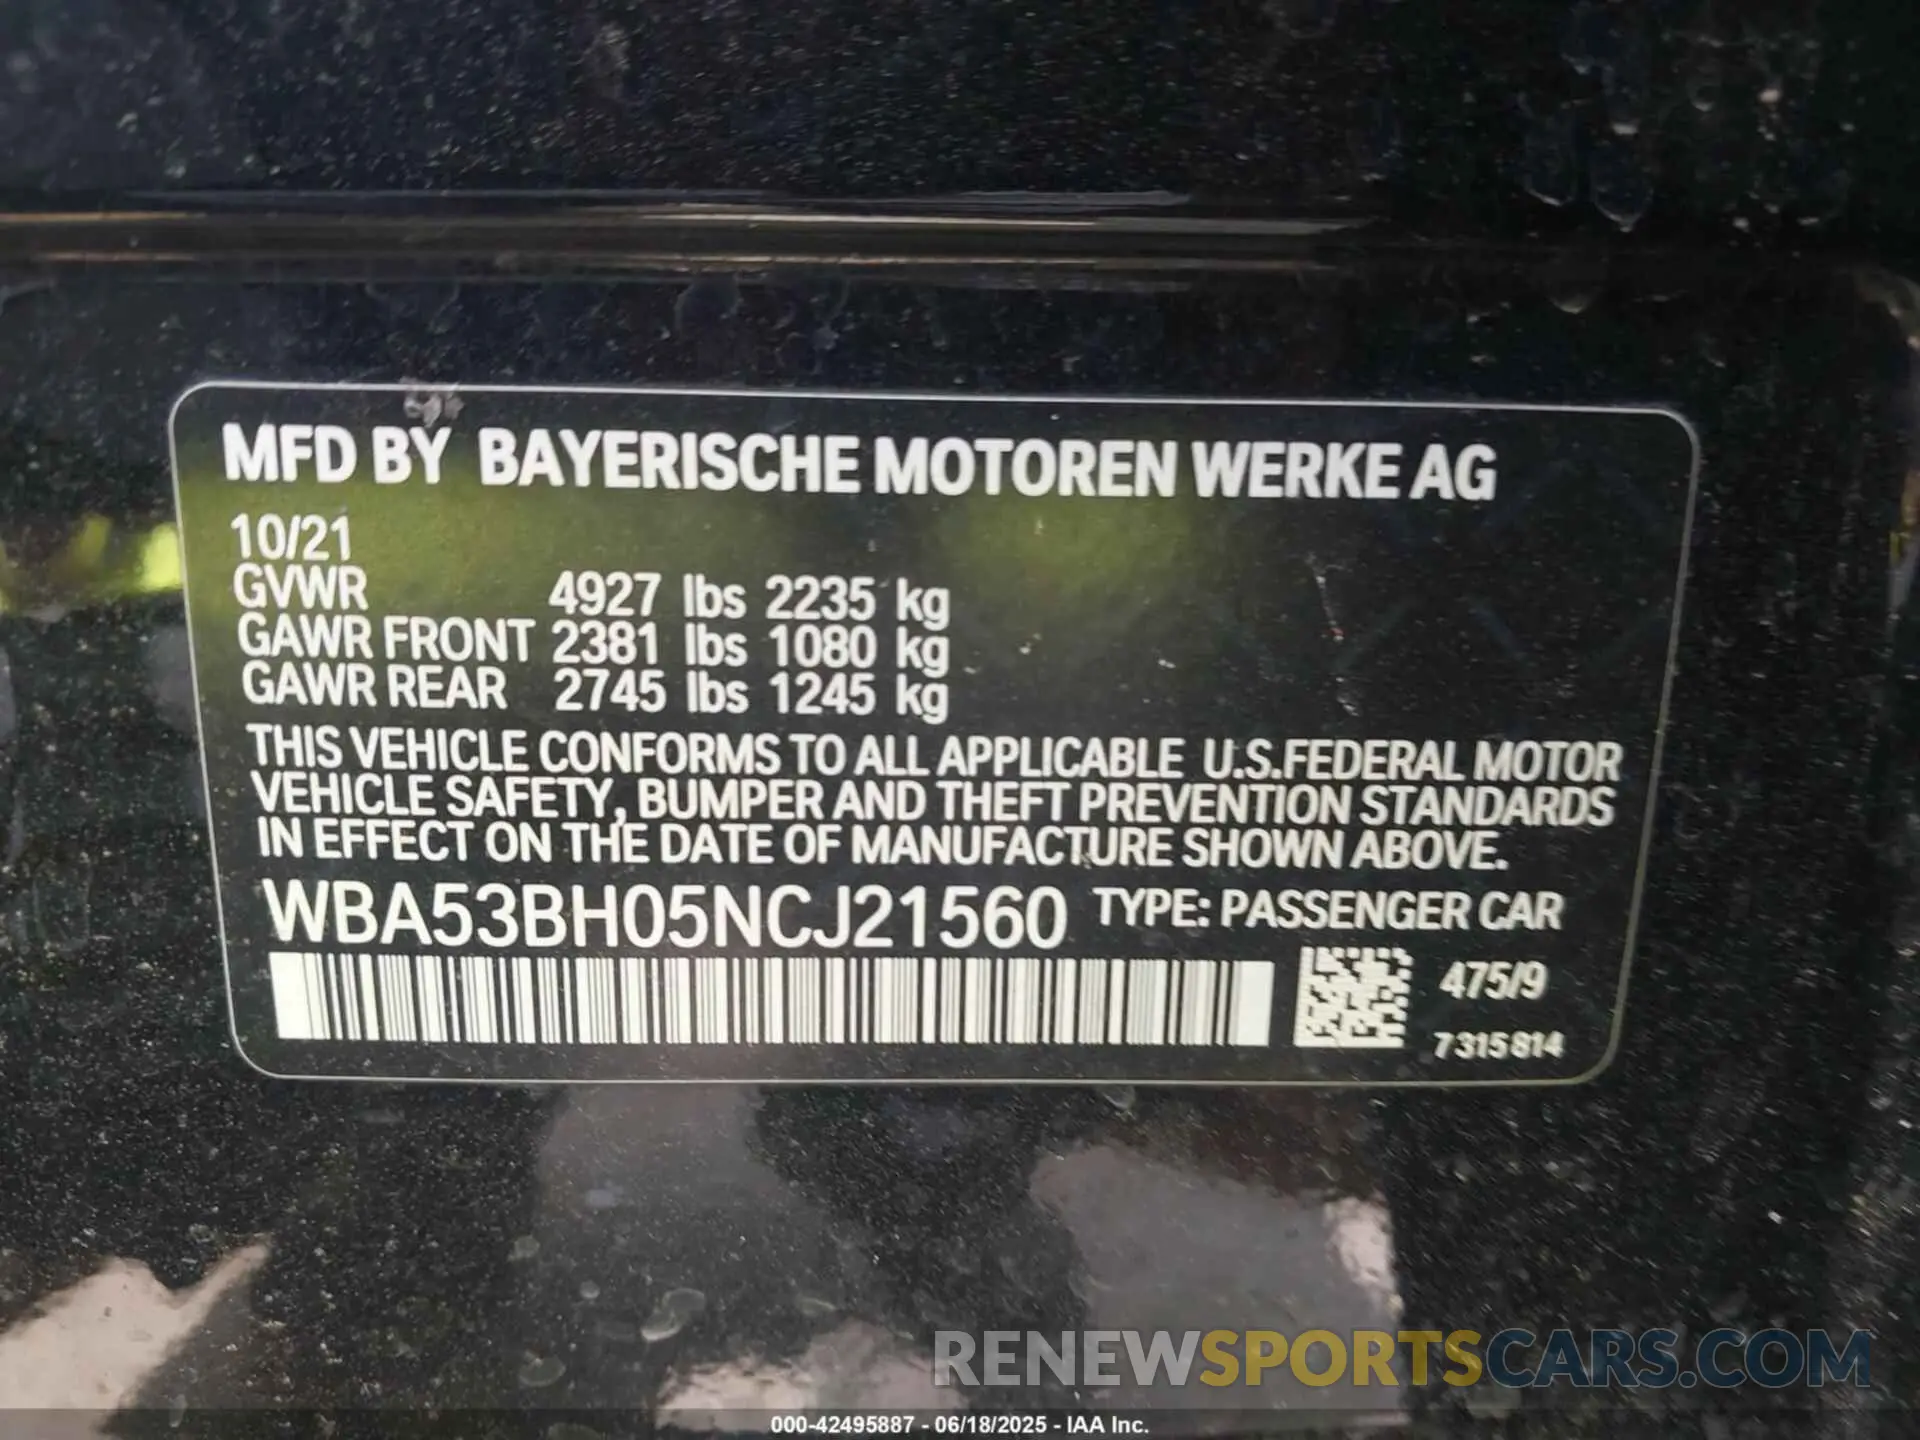 MFD BY BAYERISCHE MOTOREN WERKE AG
10/21
GVWR 4927 lbs 2235 kg
GAWR FRONT 2381 lbs 1080 kg
GAWR REAR 2745 lbs 1245 kg
THIS VEHICLE CONFORMS TO ALL APPLICABLE U.S.FEDERAL MOTOR
VEHICLE SAFETY, BUMPER AND THEFT PREVENTION STANDARDS
IN EFFECT ON THE DATE OF MANUFACTURE SHOWN ABOVE.
WBA53BH05NCJ21560 TYPE: PASSENGER CAR
475/9
7315814
RENEWSPORTSCARS.COM
000-42495887 - 06/18/2025 - IAA Inc.